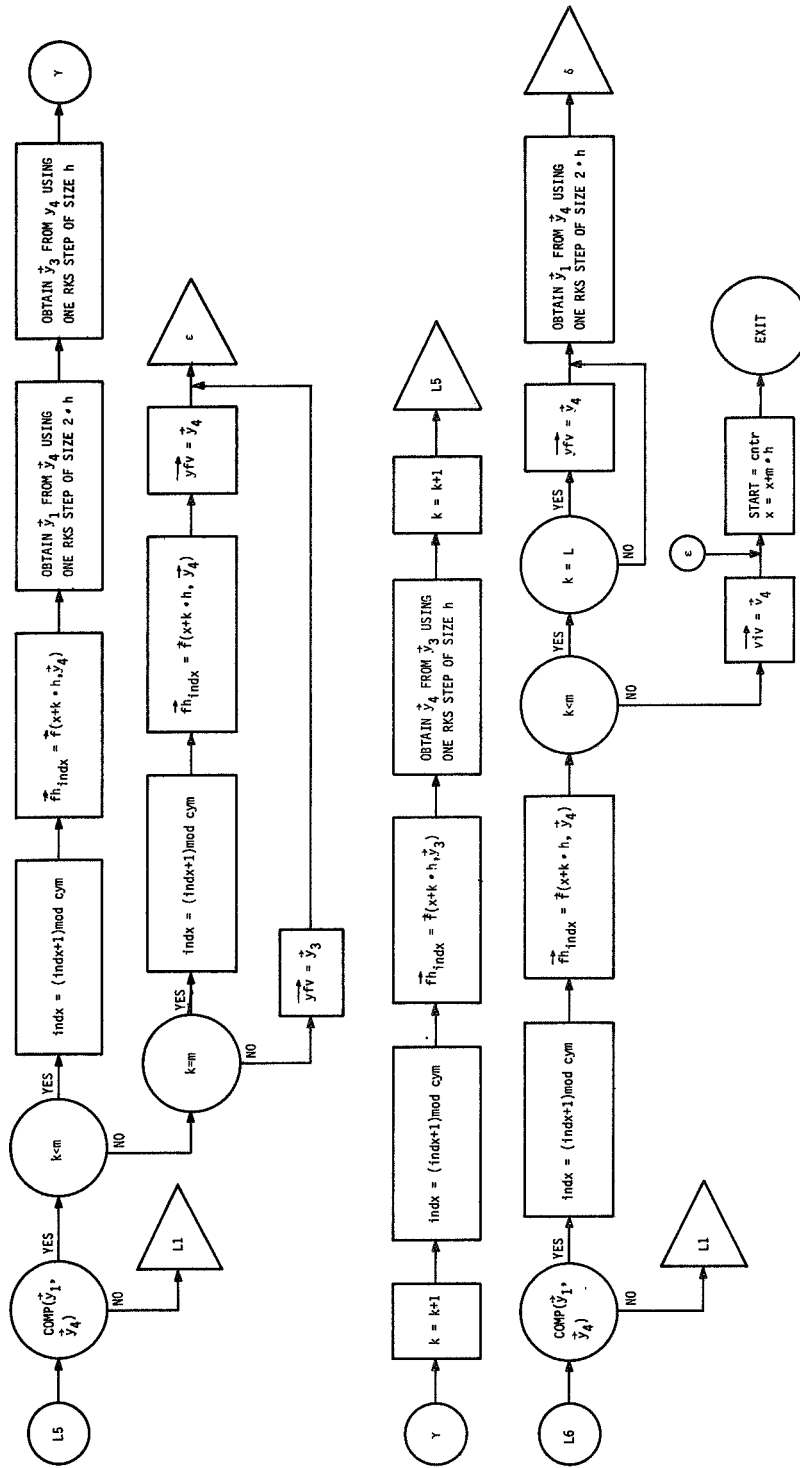 L5
COMP(y⃗₁,
y⃗₄)
YES
NO
L1
k<m
YES
NO
indx = (indx+1)mod cym
f⃗h_indx = f⃗(x+k•h,y⃗₄)
OBTAIN y⃗₁ FROM y⃗₄ USING
ONE RKS STEP OF SIZE 2•h
OBTAIN y⃗₃ FROM y₄ USING
ONE RKS STEP OF SIZE h
γ
k=m
YES
NO
indx = (indx+1)mod cym
f⃗h_indx = f⃗(x+k•h, y⃗₄)
yfv⃗ = y⃗₄
ε
yfv⃗ = y⃗₃
γ
k = k+1
indx = (indx+1)mod cym
f⃗h_indx = f⃗(x+k•h,y⃗₃)
OBTAIN y⃗₄ FROM y⃗₃ USING
ONE RKS STEP OF SIZE h
k = k+1
L5
L6
COMP(y⃗₁,
y⃗₄)
YES
NO
L1
indx = (indx+1)mod cym
f⃗h_indx = f⃗(x+k•h, y⃗₄)
k<m
YES
NO
k = L
YES
NO
yfv⃗ = y⃗₄
OBTAIN y⃗₁ FROM y⃗₄ USING
ONE RKS STEP OF SIZE 2•h
δ
viv⃗ = v⃗₄
ε
START = cntr
x = x+m•h
EXIT